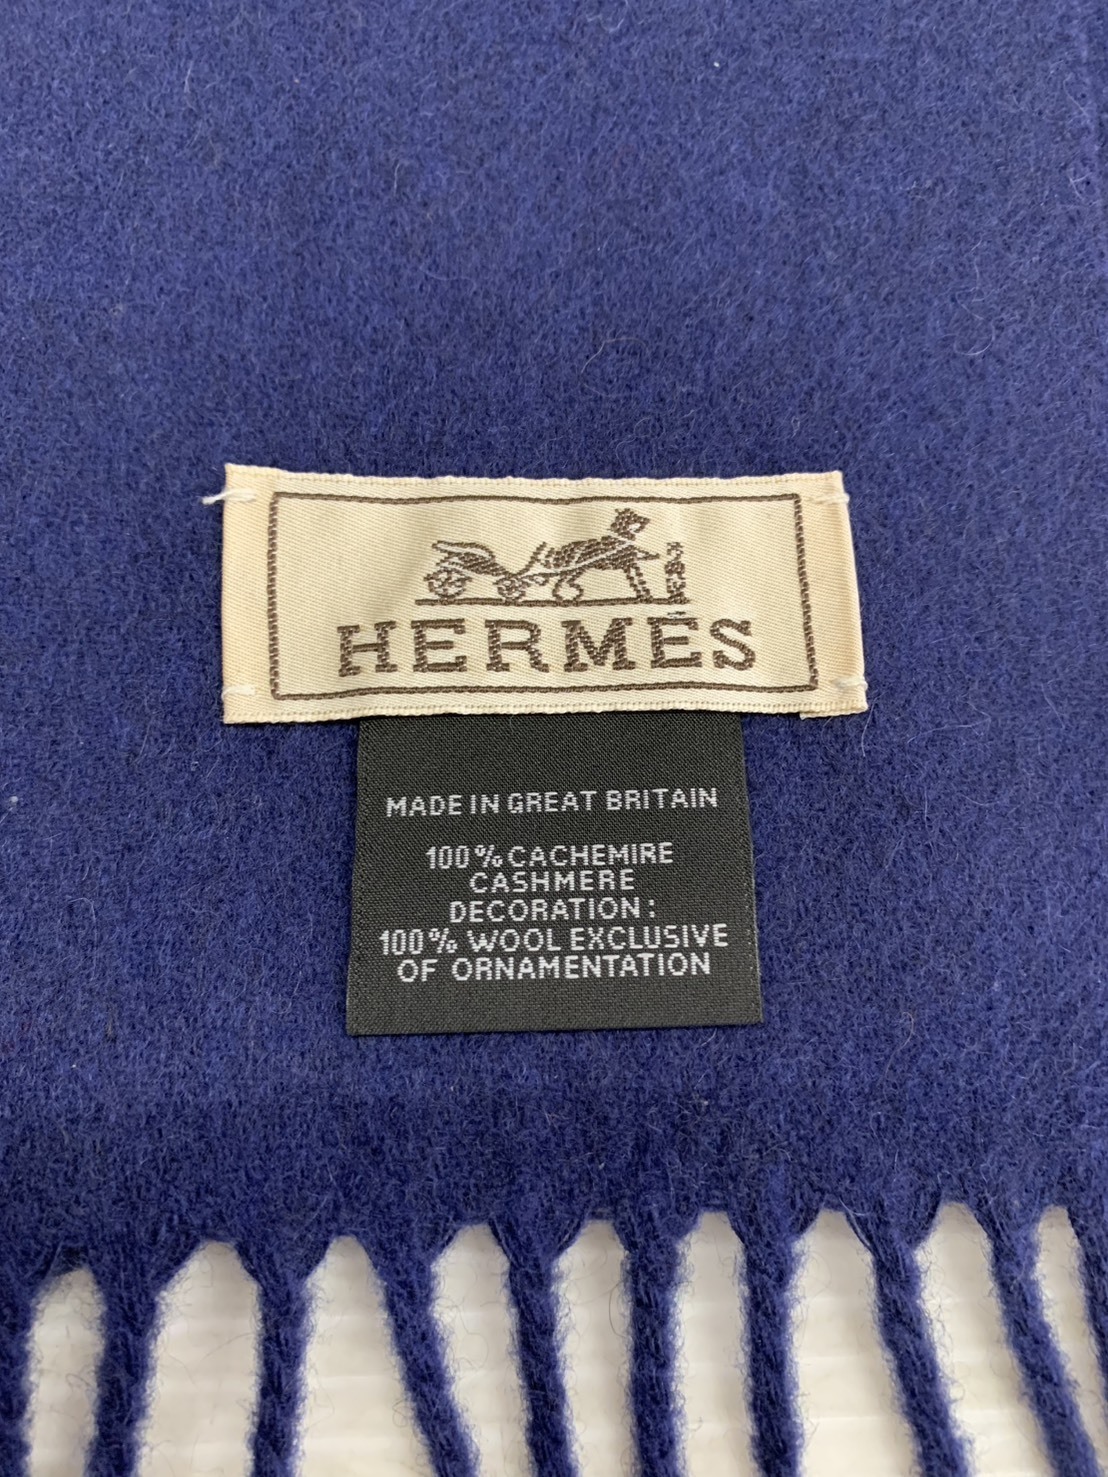 HERMÈS
MADE IN GREAT BRITAIN
100% CACHEMIRE
CASHMERE
DECORATION :
100% WOOL EXCLUSIVE
OF ORNAMENTATION